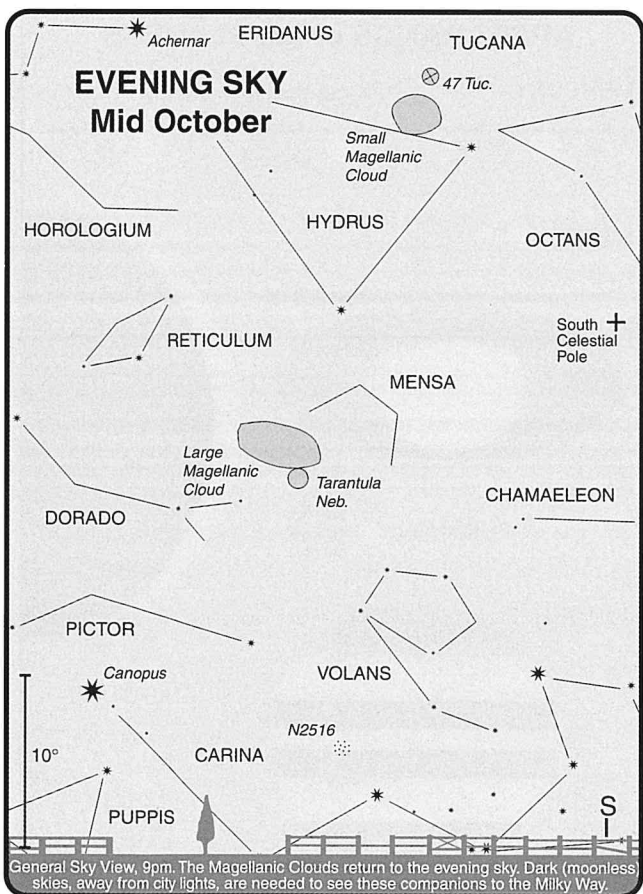 Achernar
ERIDANUS
TUCANA
EVENING SKY
Mid October
47 Tuc.
Small
Magellanic
Cloud
HOROLOGIUM
HYDRUS
OCTANS
RETICULUM
South
Celestial
Pole
MENSA
Large
Magellanic
Cloud
Tarantula
Neb.
CHAMAELEON
DORADO
PICTOR
Canopus
VOLANS
N2516
10°
CARINA
PUPPIS
S
General Sky View, 9pm. The Magellanic Clouds return to the evening sky. Dark (moonless
skies, away from city lights, are needed to see these companions to the Milky Way.